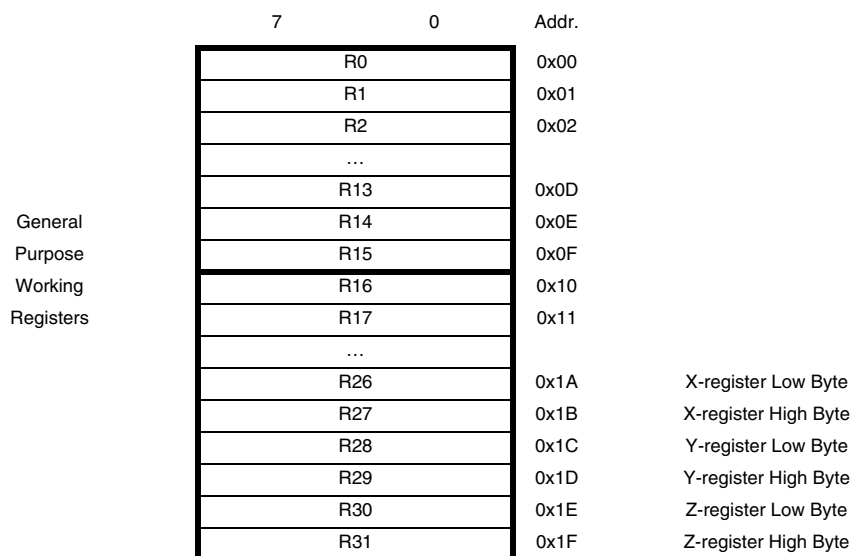 7 0 Addr.
R0 0x00
R1 0x01
R2 0x02
…
R13 0x0D
General R14 0x0E
Purpose R15 0x0F
Working R16 0x10
Registers R17 0x11
…
R26 0x1A X-register Low Byte
R27 0x1B X-register High Byte
R28 0x1C Y-register Low Byte
R29 0x1D Y-register High Byte
R30 0x1E Z-register Low Byte
R31 0x1F Z-register High Byte